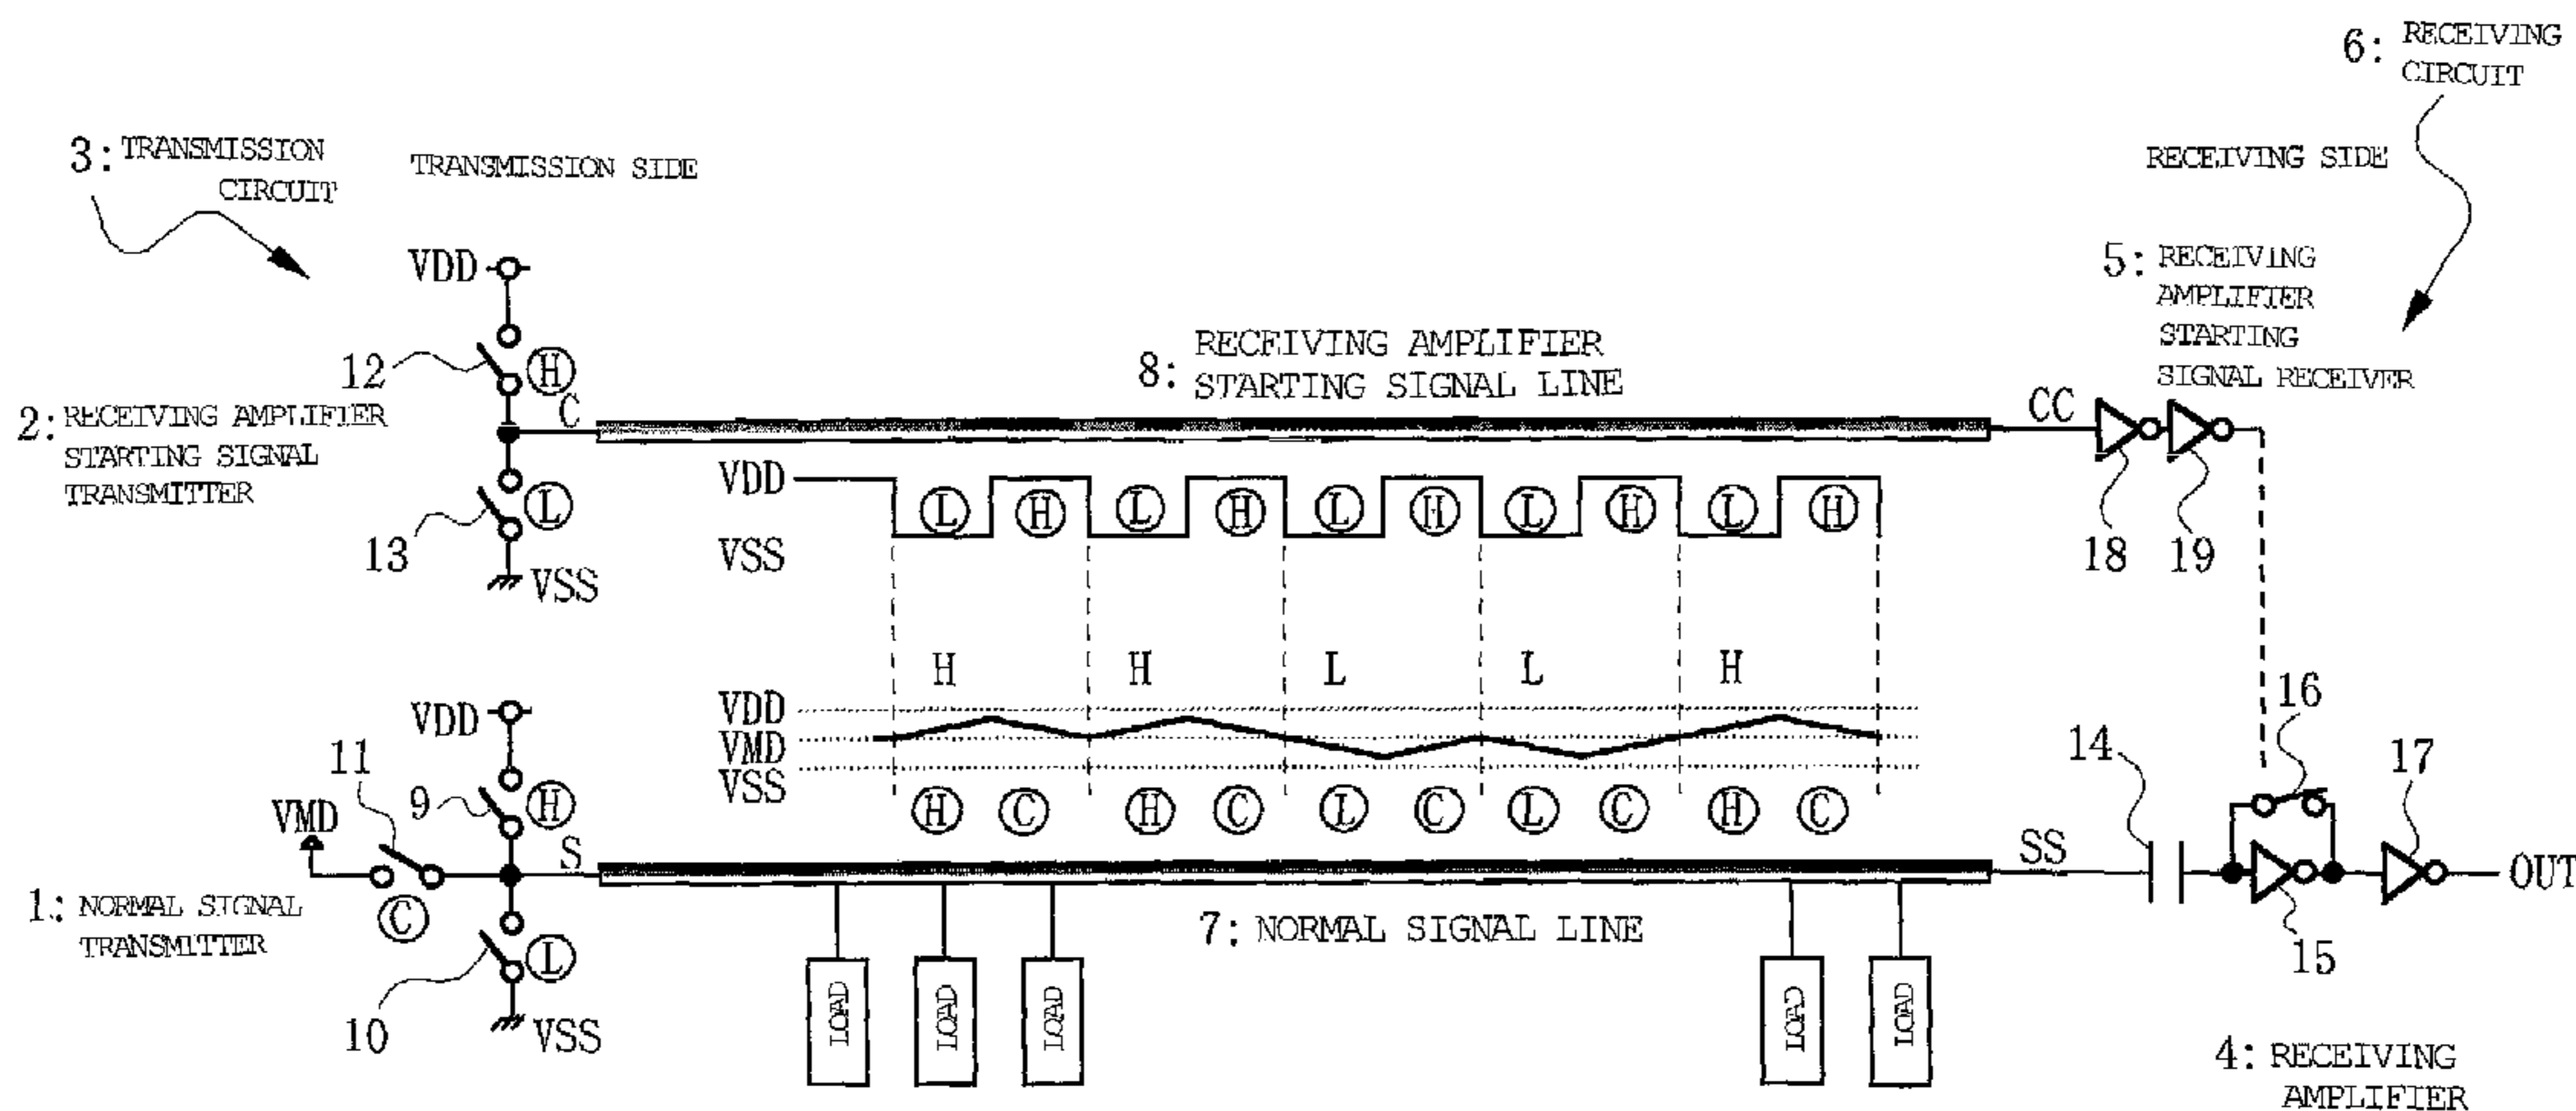 6: RECEIVING
CIRCUIT
3: TRANSMISSION
CIRCUIT
TRANSMISSION SIDE
RECEIVING SIDE
5: RECEIVING
AMPLIFIER
STARTING
SIGNAL RECEIVER
VDD
12
H
2: RECEIVING AMPLIFIER
STARTING SIGNAL
TRANSMITTER
C
8: RECEIVING AMPLIFIER
STARTING SIGNAL LINE
CC
13
L
VSS
18
19
VDD
L H L H L H L H L H
VSS
H H L L H
VDD
VMD
VSS
H C H C L C L C H C
VDD
11
9
H
VMD
S
C
1: NORMAL SIGNAL
TRANSMITTER
L
10
VSS
7: NORMAL SIGNAL LINE
LOAD
LOAD
LOAD
LOAD
LOAD
SS
14
16
17
OUT
15
4: RECEIVING
AMPLIFIER